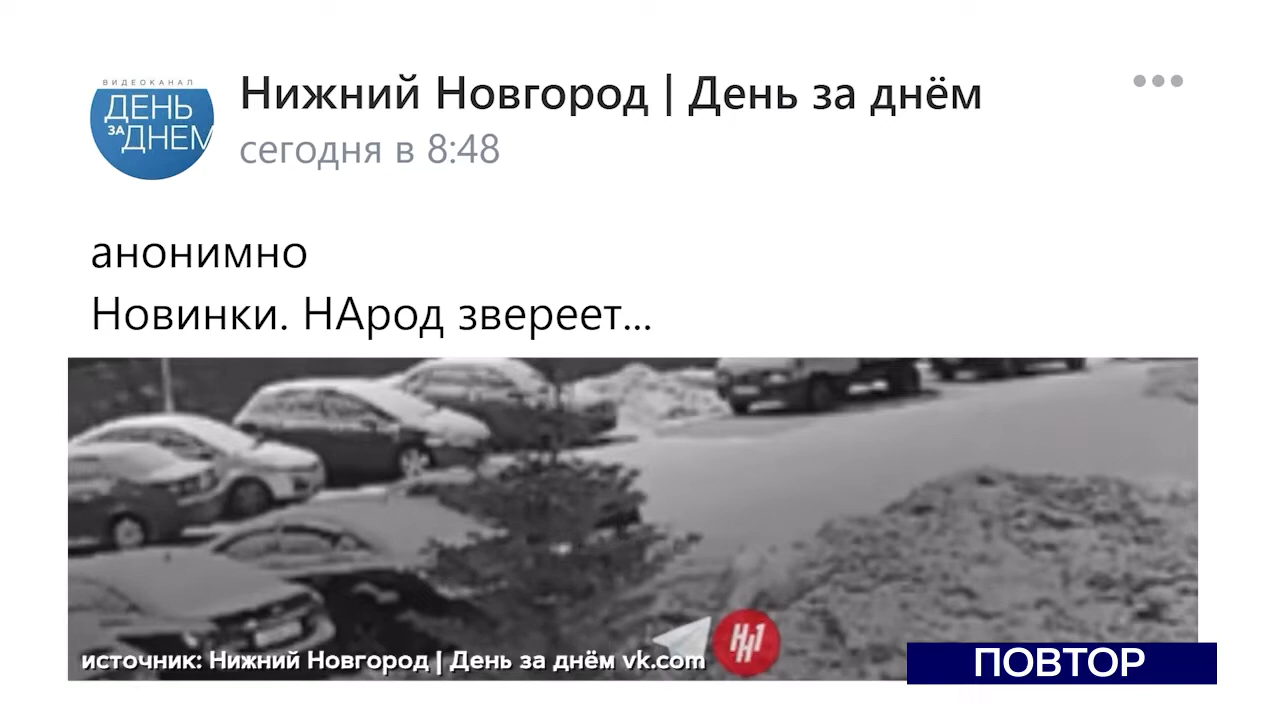 ВИДЕОКАНАЛ
ДЕНЬ
ЗА ДНЕМ
Нижний Новгород | День за днём
сегодня в 8:48
анонимно
Новинки. НАрод звереет...
НН1
источник: Нижний Новгород | День за днём vk.com
ПОВТОР